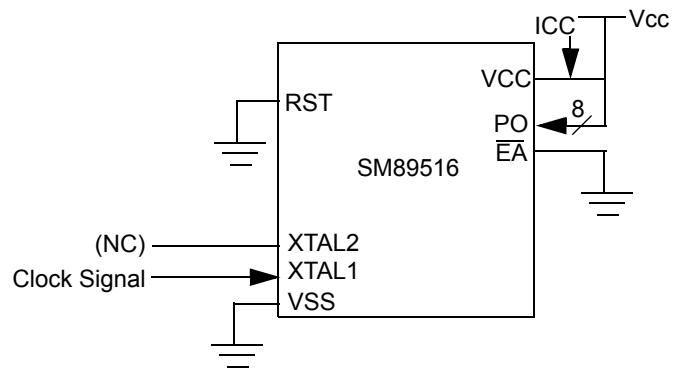 ICC
Vcc
VCC
RST
8
PO
EA
SM89516
(NC)
XTAL2
Clock Signal
XTAL1
VSS